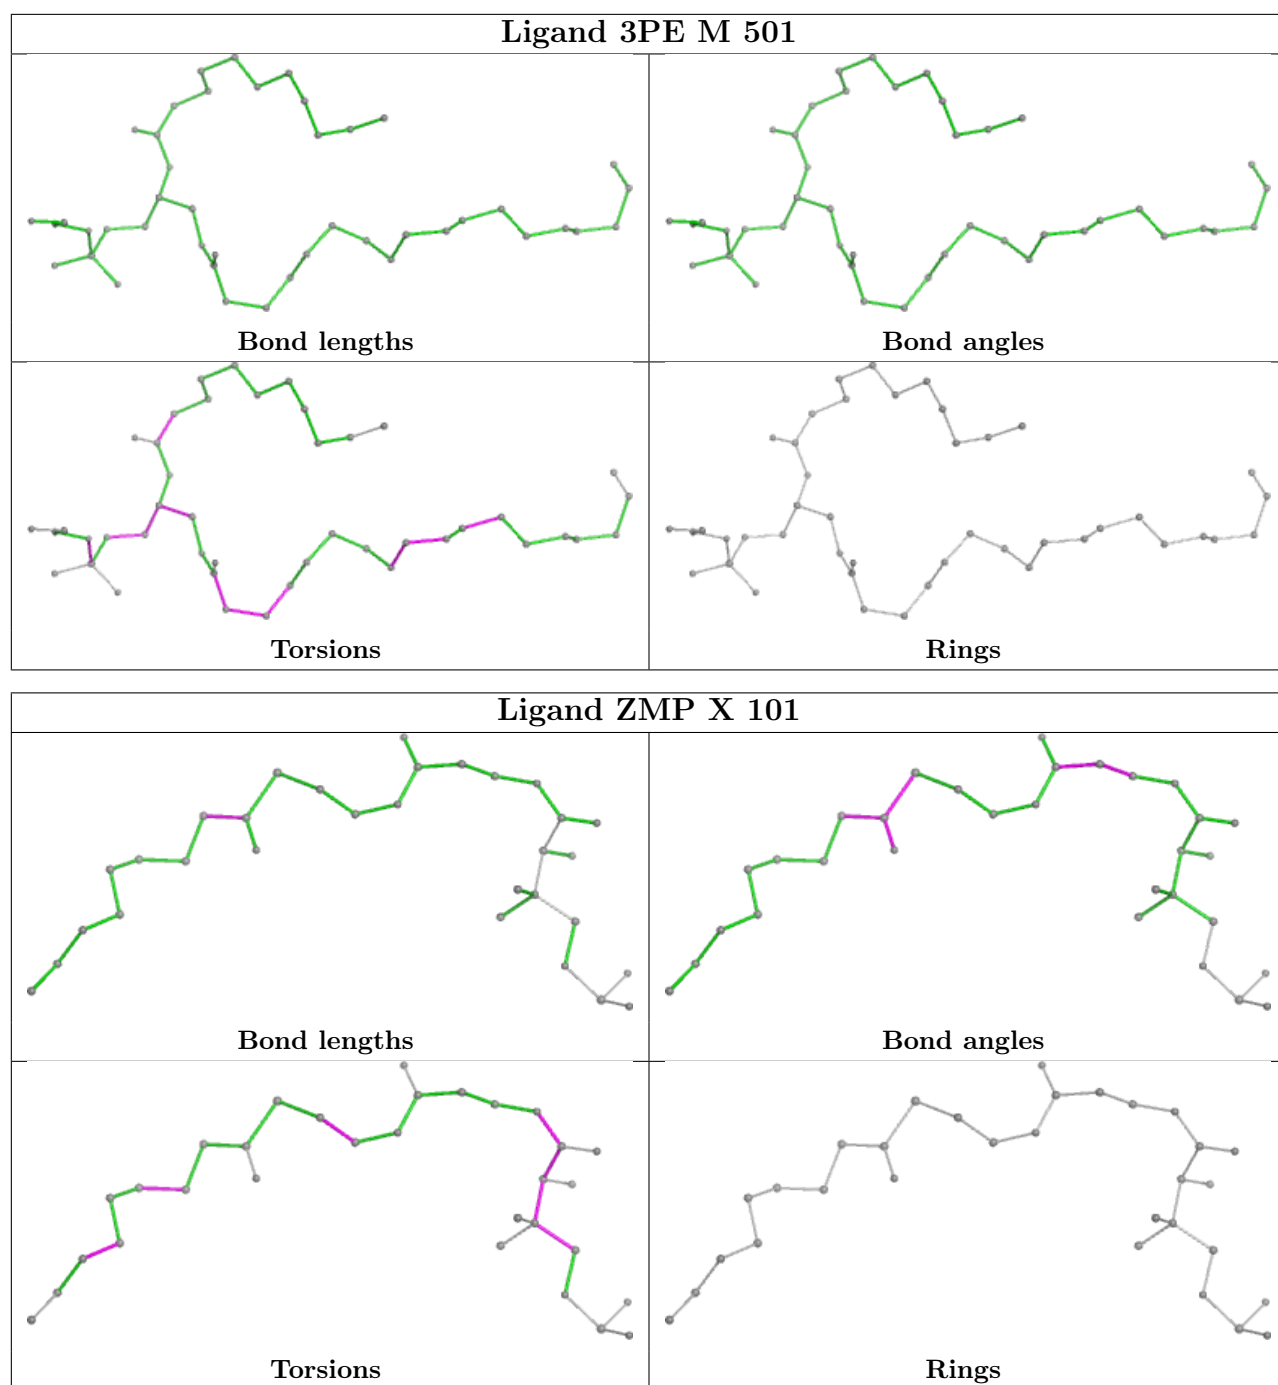 Ligand 3PE M 501
Bond lengths
Bond angles
Torsions
Rings
Ligand ZMP X 101
Bond lengths
Bond angles
Torsions
Rings